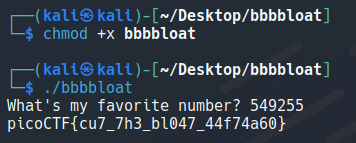 ┌──(kali㉿kali)-[~/Desktop/bbbbloat]
└─$ chmod +x bbbbloat
┌──(kali㉿kali)-[~/Desktop/bbbbloat]
└─$ ./bbbbloat
What's my favorite number? 549255
picoCTF{cu7_7h3_bl047_44f74a60}